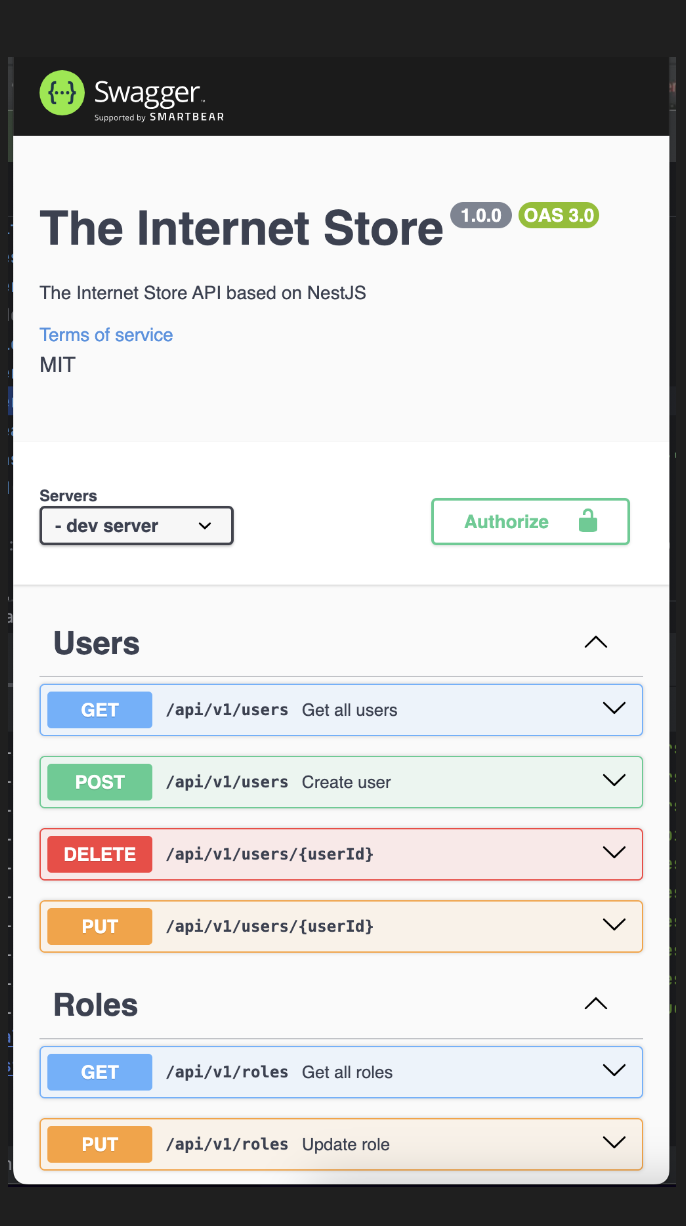 Swagger
Supported by SMARTBEAR
The Internet Store 1.0.0 OAS 3.0
The Internet Store API based on NestJS
Terms of service
MIT
Servers
- dev server
Authorize
Users
GET /api/v1/users Get all users
POST /api/v1/users Create user
DELETE /api/v1/users/{userId}
PUT /api/v1/users/{userId}
Roles
GET /api/v1/roles Get all roles
PUT /api/v1/roles Update role